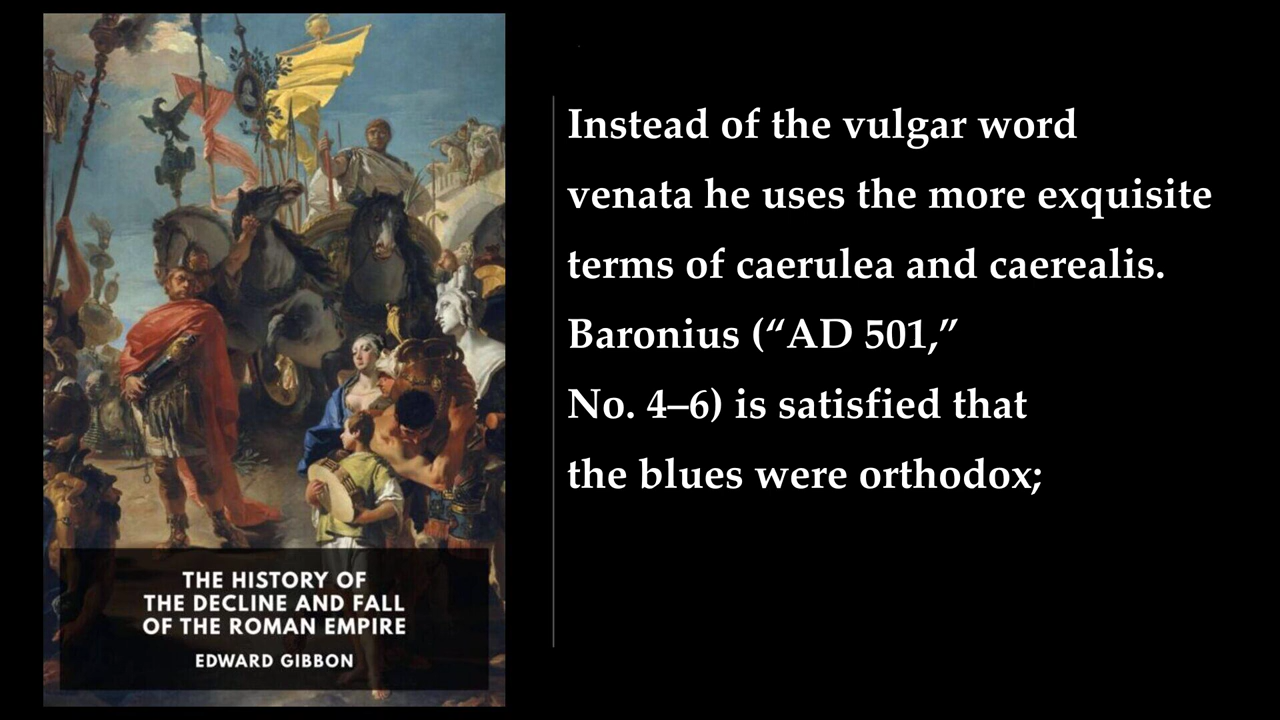 THE HISTORY OF
THE DECLINE AND FALL
OF THE ROMAN EMPIRE
EDWARD GIBBON
Instead of the vulgar word
venata he uses the more exquisite
terms of caerulea and caerealis.
Baronius (“AD 501,”
No. 4–6) is satisfied that
the blues were orthodox;